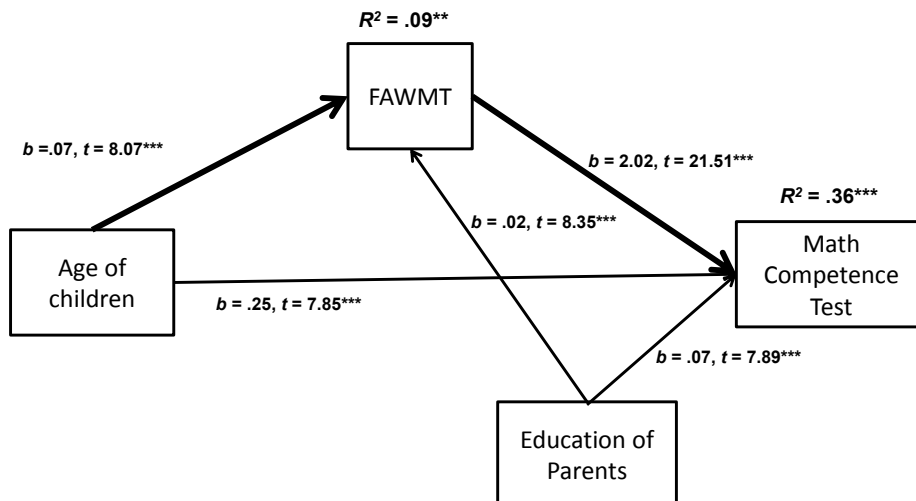 R² = .09**
FAWMT
b =.07, t = 8.07***
b = 2.02, t = 21.51***
R² = .36***
b = .02, t = 8.35***
Age of
children
Math
Competence
Test
b = .25, t = 7.85***
b = .07, t = 7.89***
Education of
Parents